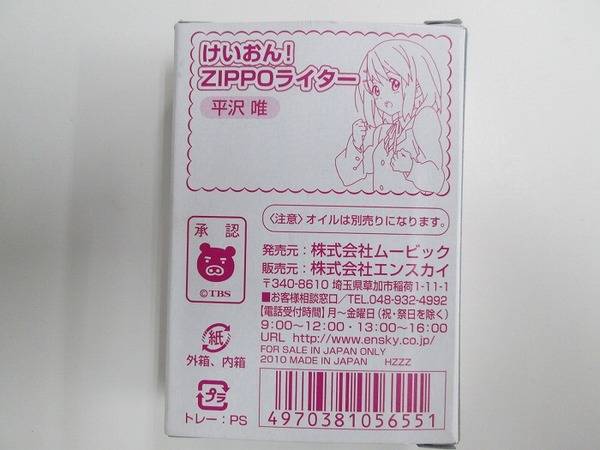 けいおん!
ZIPPOライター
平沢 唯
〈注意〉オイルは別売りになります。
承認
©TBS
発売元：株式会社ムービック
販売元：株式会社エンスカイ
〒340-8610 埼玉県草加市稲荷1-11-1
■お客様相談窓口／TEL.048-932-4992
【電話受付時間】月〜金曜日(祝・祭日を除く)
9:00〜12:00・13:00〜16:00
URL http://www.ensky.co.jp/
FOR SALE IN JAPAN ONLY
2010 MADE IN JAPAN HZZZ
紙
外箱、内箱
プラ
トレー：PS
4970381056551